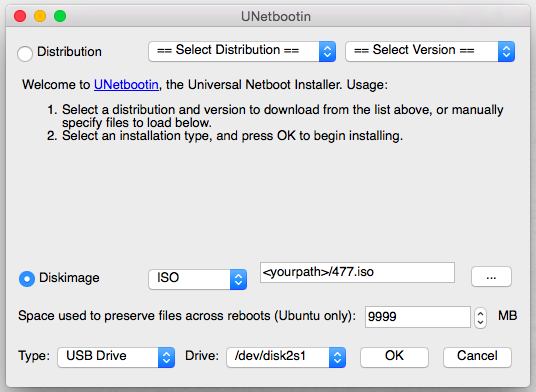 UNetbootin
Distribution == Select Distribution == == Select Version ==
Welcome to UNetbootin, the Universal Netboot Installer. Usage:
1. Select a distribution and version to download from the list above, or manually
specify files to load below.
2. Select an installation type, and press OK to begin installing.
Diskimage ISO <yourpath>/477.iso ...
Space used to preserve files across reboots (Ubuntu only): 9999 MB
Type: USB Drive Drive: /dev/disk2s1 OK Cancel